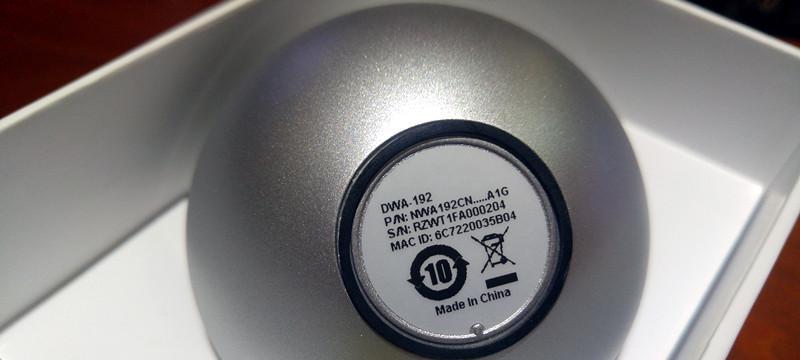 DWA-192
P/N: NWA192CN.....A1G
S/N: RZWT1FA000204
MAC ID: 6C7220035B04
10
Made In China